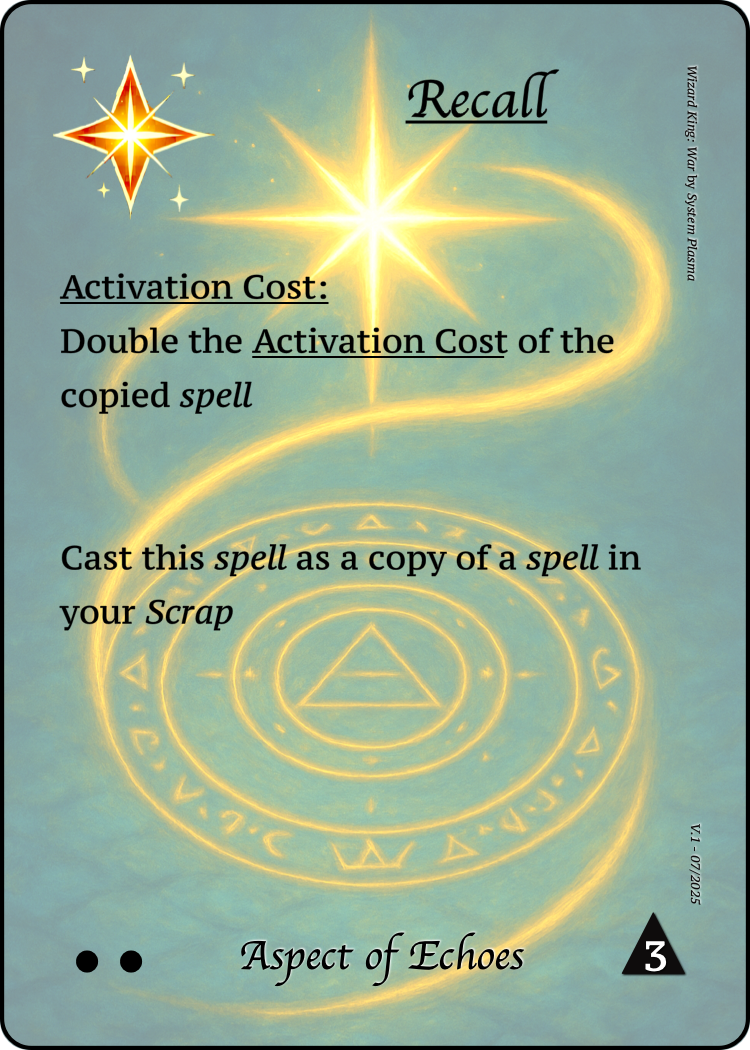 Recall
Wizard King: War by System Plasma
Activation Cost:
Double the Activation Cost of the
copied spell
Cast this spell as a copy of a spell in
your Scrap
V.1 - 07/2025
Aspect of Echoes
3